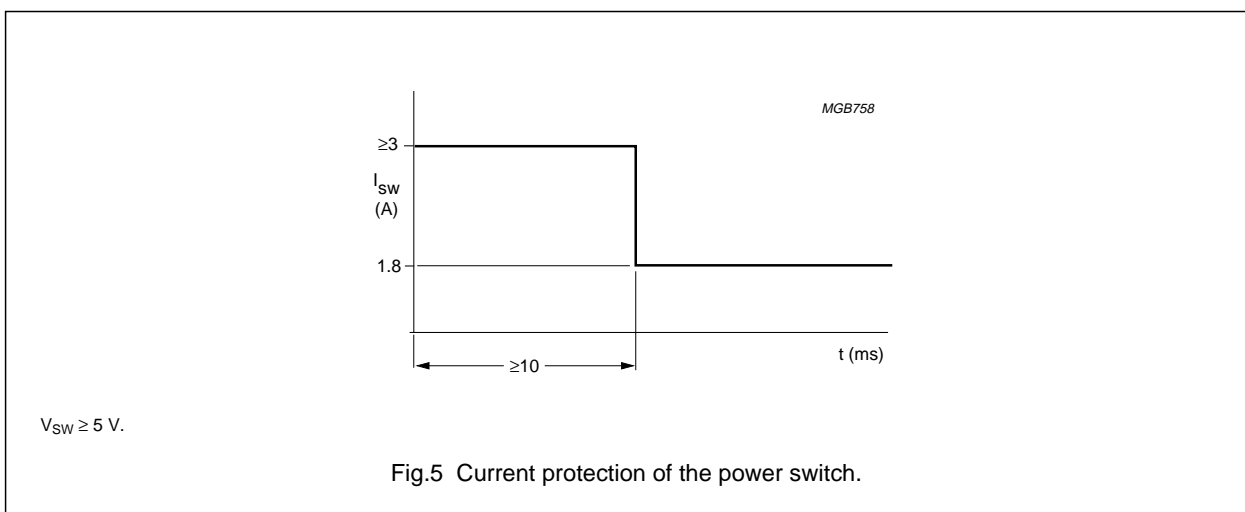 MGB758
≥3
I_SW
(A)
1.8
t (ms)
≥10
V_SW ≥ 5 V.
Fig.5 Current protection of the power switch.